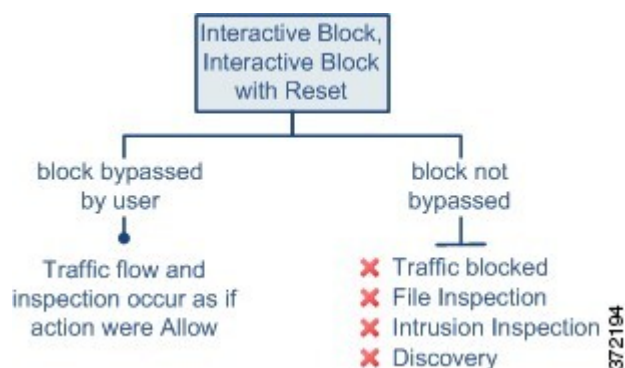 Interactive Block,
Interactive Block
with Reset
block bypassed
by user
block not
bypassed
Traffic flow and
inspection occur as if
action were Allow
Traffic blocked
File Inspection
Intrusion Inspection
Discovery
372194